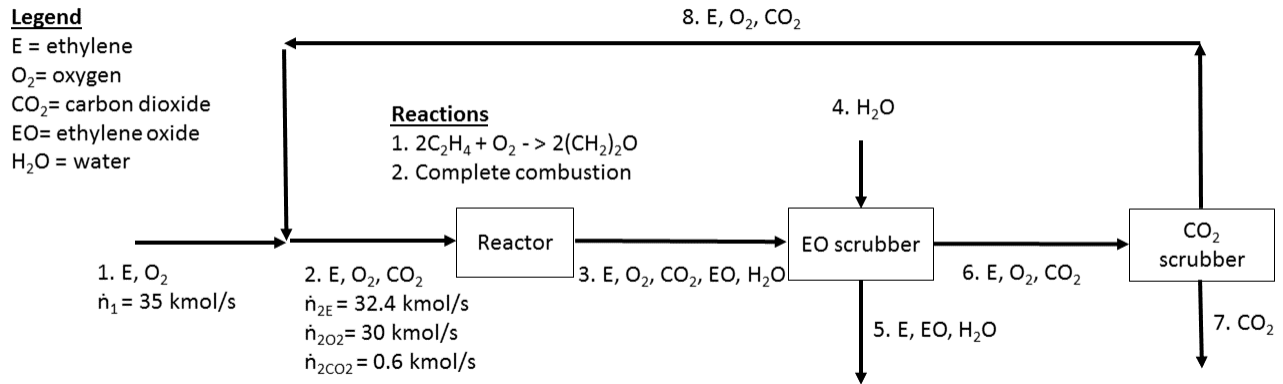 Legend
E = ethylene
O₂= oxygen
CO₂= carbon dioxide
EO= ethylene oxide
H₂O = water
8. E, O₂, CO₂
Reactions
1. 2C₂H₄ + O₂ - > 2(CH₂)₂O
2. Complete combustion
4. H₂O
Reactor
EO scrubber
CO₂
scrubber
1. E, O₂
ṅ₁ = 35 kmol/s
2. E, O₂, CO₂
ṅ₂E = 32.4 kmol/s
ṅ₂O₂= 30 kmol/s
ṅ₂CO₂ = 0.6 kmol/s
3. E, O₂, CO₂, EO, H₂O
6. E, O₂, CO₂
5. E, EO, H₂O
7. CO₂